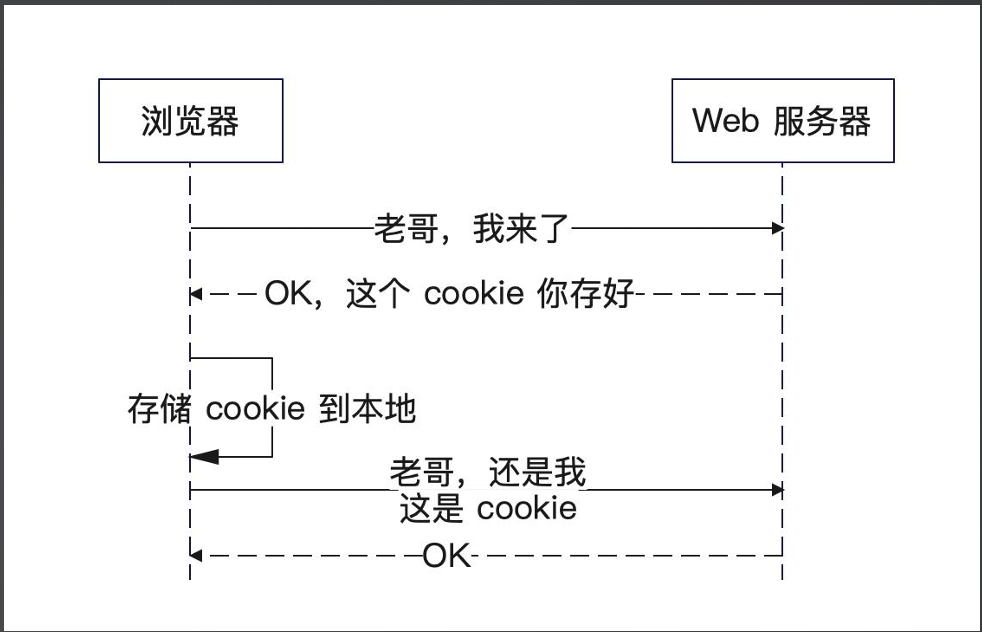 浏览器
Web 服务器
老哥，我来了
OK，这个 cookie 你存好
存储 cookie 到本地
老哥，还是我
这是 cookie
OK